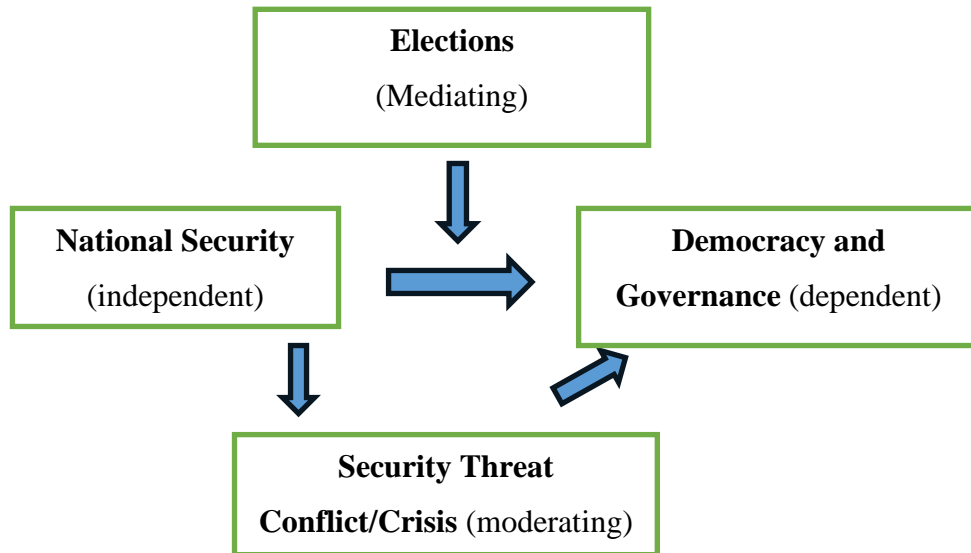 Elections
(Mediating)
National Security
(independent)
Democracy and
Governance (dependent)
Security Threat
Conflict/Crisis (moderating)